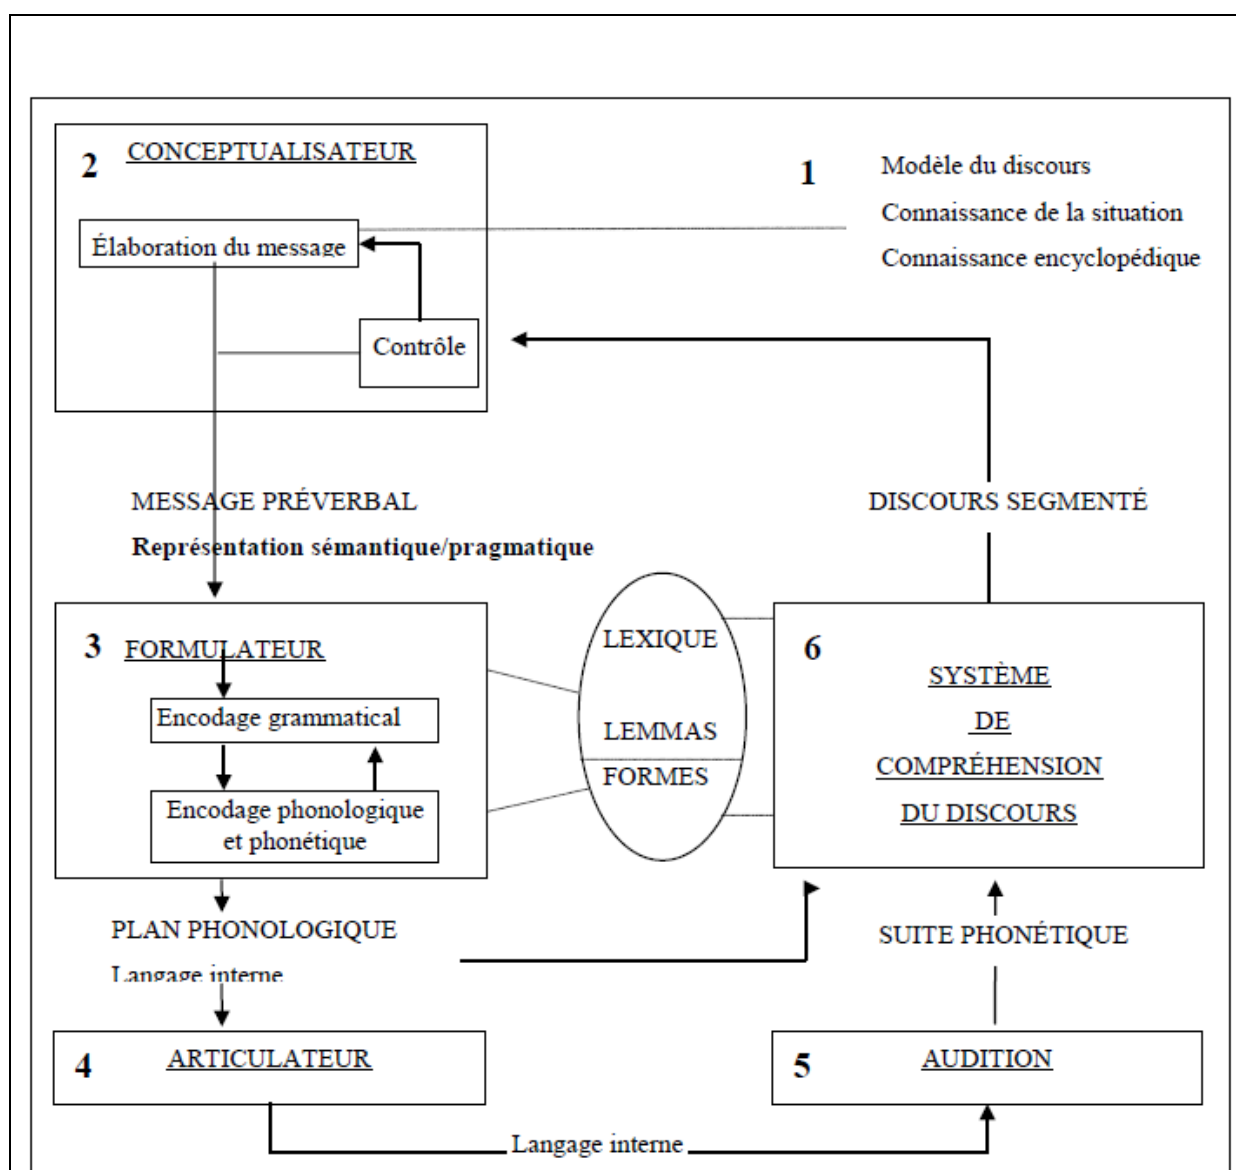 2 CONCEPTUALISATEUR
Élaboration du message
Contrôle
1 Modèle du discours
Connaissance de la situation
Connaissance encyclopédique
MESSAGE PRÉVERBAL
Représentation sémantique/pragmatique
DISCOURS SEGMENTÉ
3 FORMULATEUR
Encodage grammatical
Encodage phonologique
et phonétique
LEXIQUE
LEMMAS
FORMES
6 SYSTÈME
DE
COMPRÉHENSION
DU DISCOURS
PLAN PHONOLOGIQUE
Langage interne
SUITE PHONÉTIQUE
4 ARTICULATEUR
5 AUDITION
Langage interne